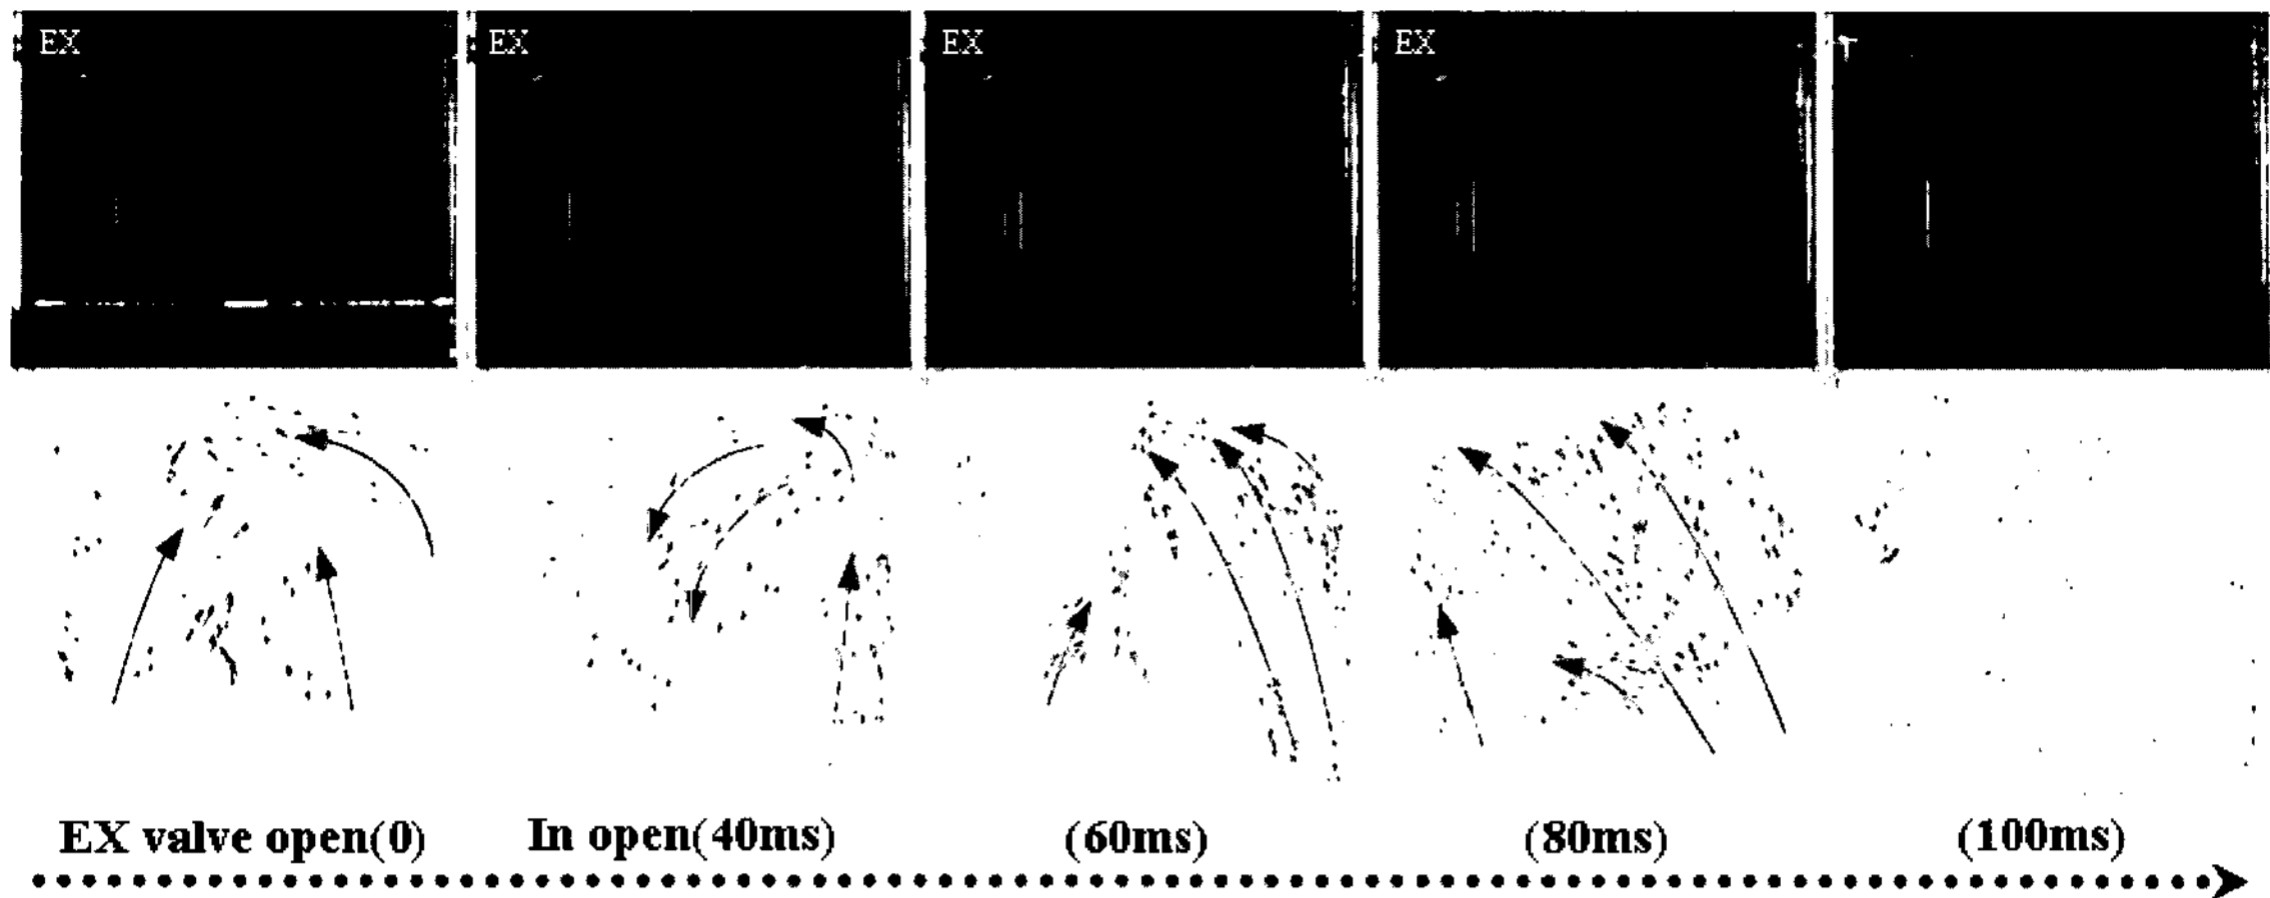 EX
EX
EX
EX
EX valve open(0)
In open(40ms)
(60ms)
(80ms)
(100ms)